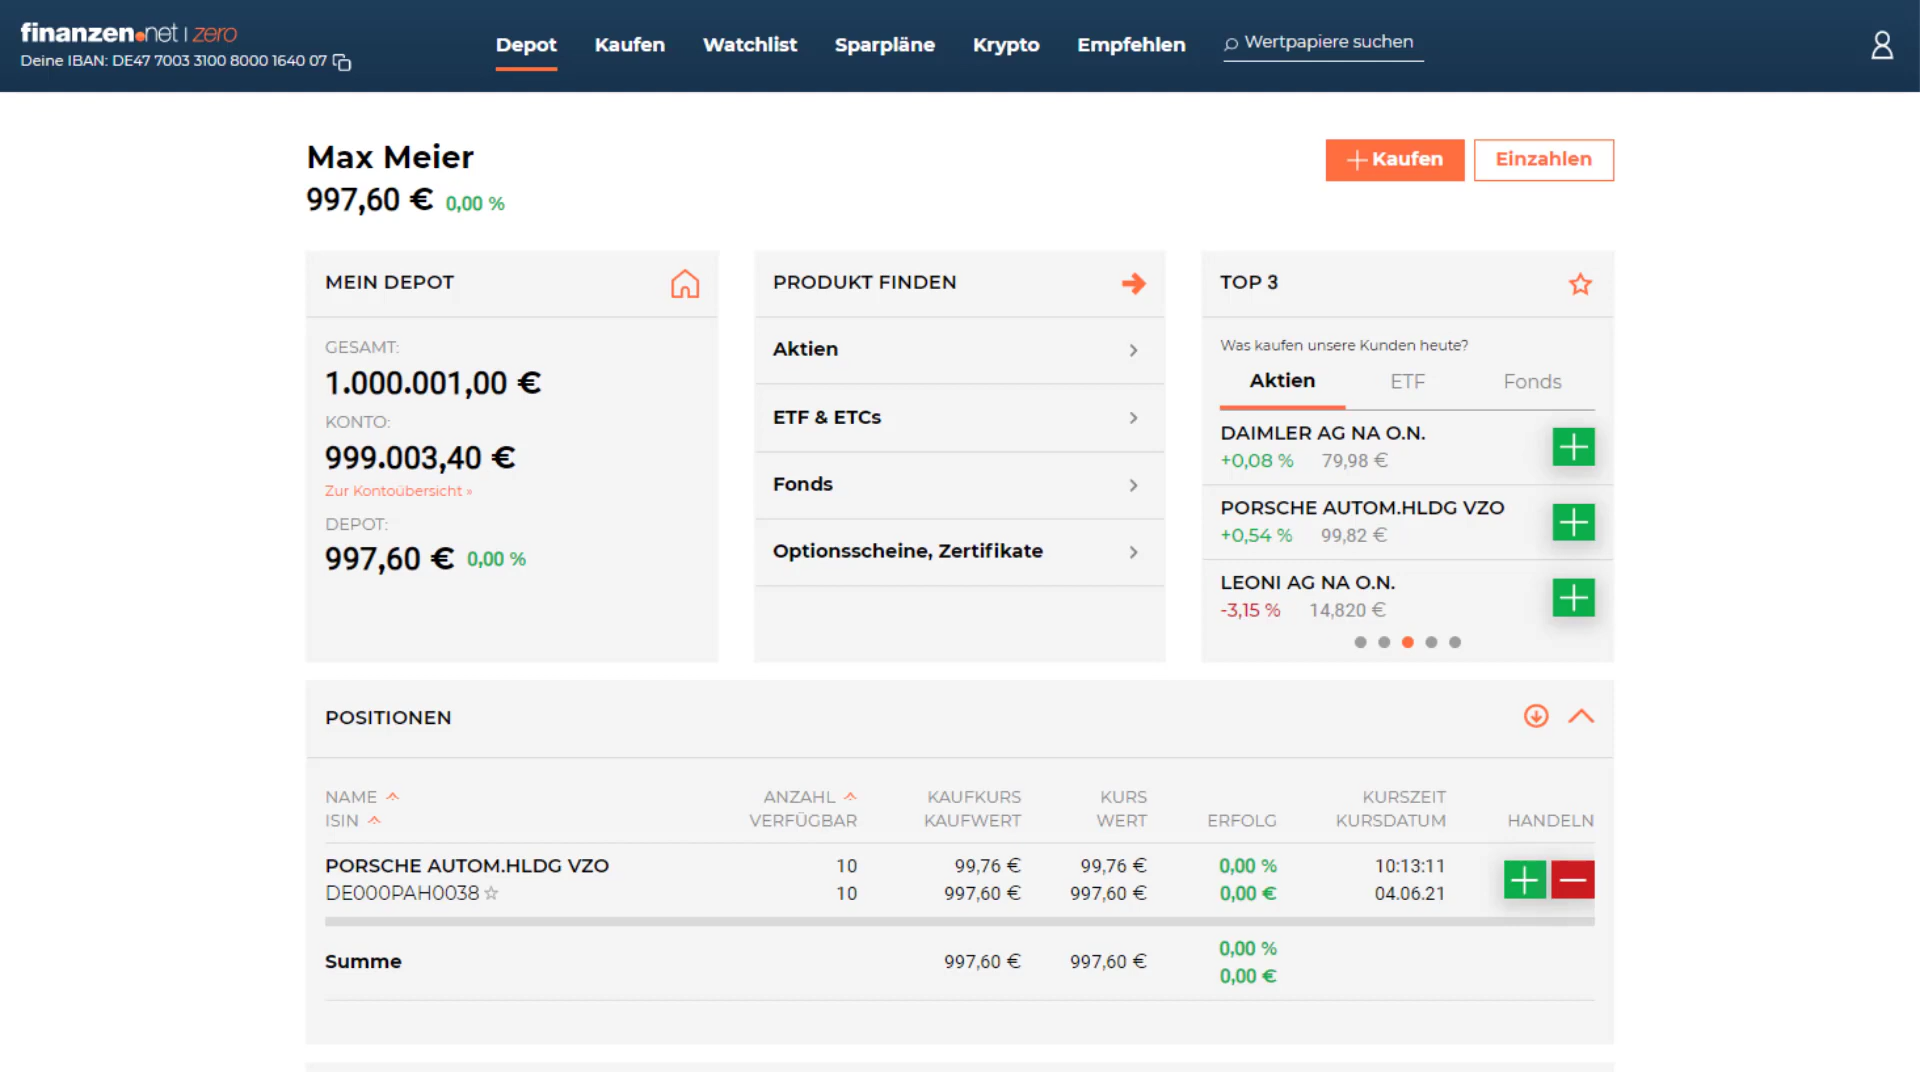 finanzen.net | zero
Deine IBAN: DE47 7003 3100 8000 1640 07
Depot Kaufen Watchlist Sparpläne Krypto Empfehlen Wertpapiere suchen
Max Meier
997,60 € 0,00 %
Kaufen Einzahlen
MEIN DEPOT
GESAMT:
1.000.001,00 €
KONTO:
999.003,40 €
Zur Kontoübersicht »
DEPOT:
997,60 € 0,00 %
PRODUKT FINDEN
Aktien
ETF & ETCs
Fonds
Optionsscheine, Zertifikate
TOP 3
Was kaufen unsere Kunden heute?
Aktien ETF Fonds
DAIMLER AG NA O.N.
+0,08 % 79,98 €
PORSCHE AUTOM.HLDG VZO
+0,54 % 99,82 €
LEONI AG NA O.N.
-3,15 % 14,820 €
POSITIONEN
NAME ANZAHL KAUFKURS KURS KURSZEIT
ISIN VERFÜGBAR KAUFWERT WERT ERFOLG KURSDATUM HANDELN
PORSCHE AUTOM.HLDG VZO 10 99,76 € 99,76 € 0,00 % 10:13:11
DE000PAH0038 10 997,60 € 997,60 € 0,00 € 04.06.21
Summe 997,60 € 997,60 € 0,00 %
0,00 €